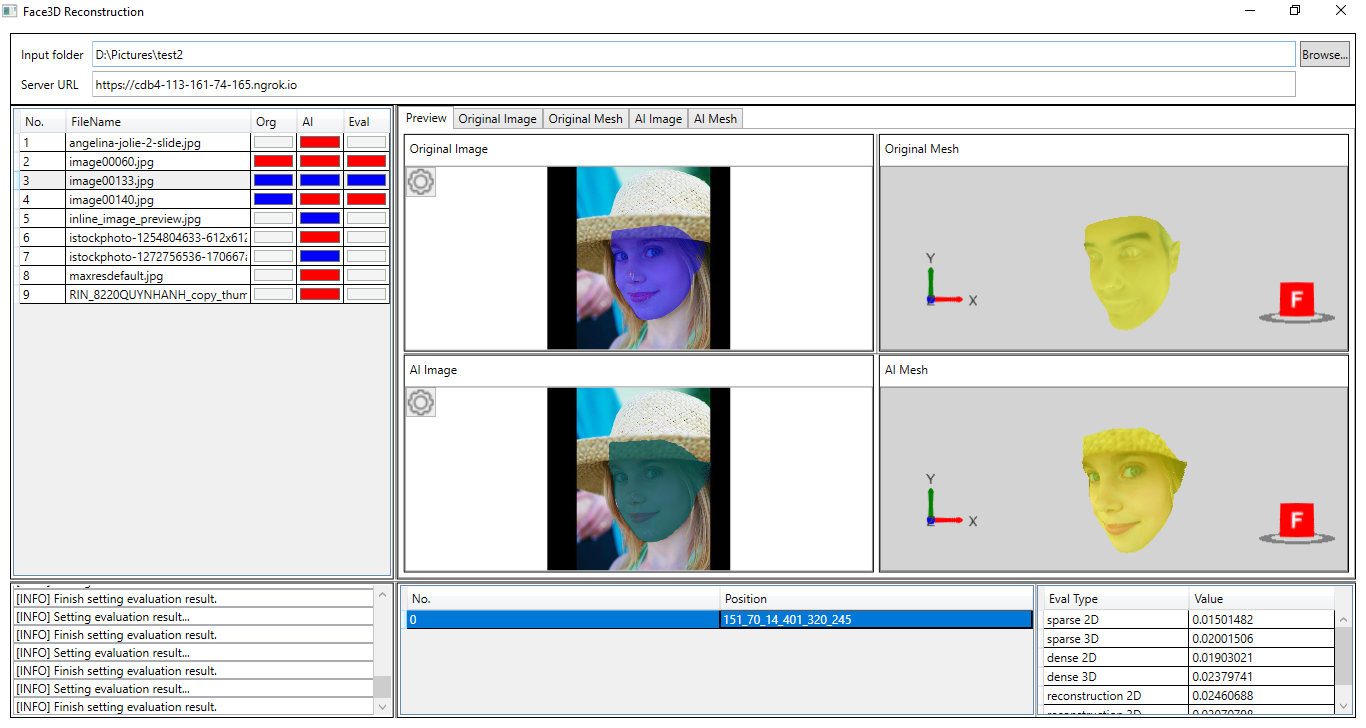 Face3D Reconstruction
Input folder D:\Pictures\test2 Browse...
Server URL https://cdb4-113-161-74-165.ngrok.io
No. FileName Org AI Eval
1 angelina-jolie-2-slide.jpg
2 image00060.jpg
3 image00133.jpg
4 image00140.jpg
5 inline_image_preview.jpg
6 istockphoto-1254804633-612x612
7 istockphoto-1272756536-170667a
8 maxresdefault.jpg
9 RIN_8220QUYNHANH_copy_thum
Preview Original Image Original Mesh AI Image AI Mesh
Original Image
Original Mesh
Y
X
F
AI Image
AI Mesh
Y
X
F
[INFO] Finish setting evaluation result.
[INFO] Setting evaluation result...
[INFO] Finish setting evaluation result.
[INFO] Setting evaluation result...
[INFO] Finish setting evaluation result.
[INFO] Setting evaluation result...
[INFO] Finish setting evaluation result.
No. Position
0 151_70_14_401_320_245
Eval Type Value
sparse 2D 0.01501482
sparse 3D 0.02001506
dense 2D 0.01903021
dense 3D 0.02379741
reconstruction 2D 0.02460688